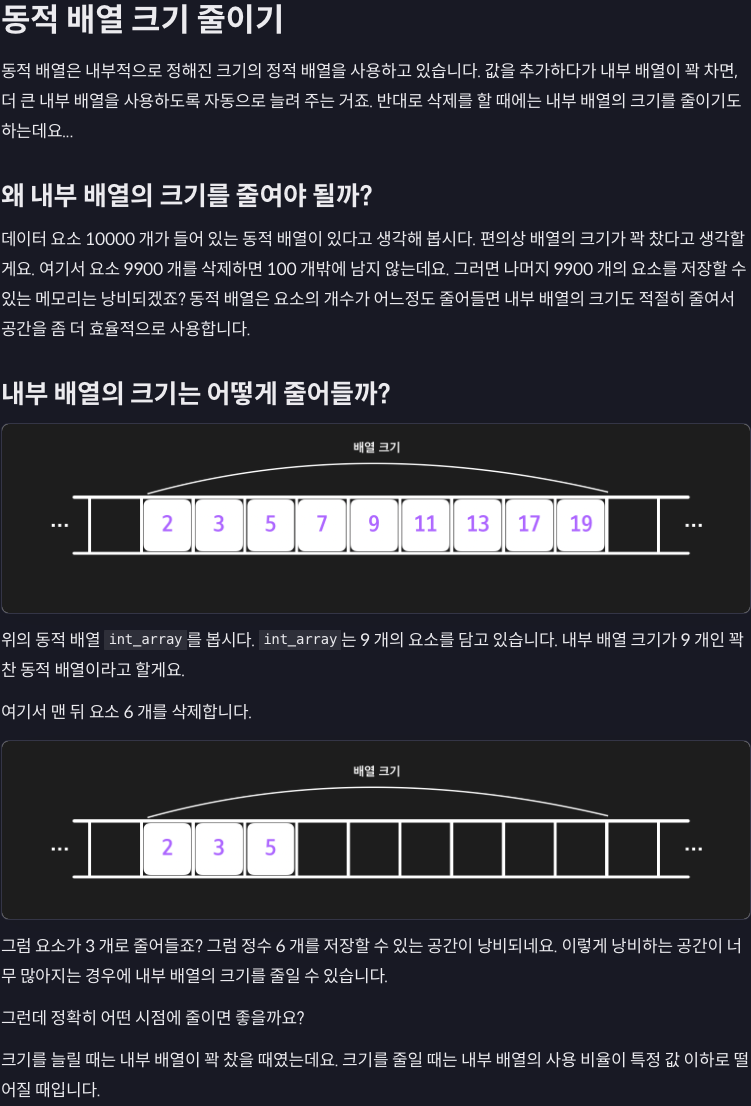 동적 배열 크기 줄이기
동적 배열은 내부적으로 정해진 크기의 정적 배열을 사용하고 있습니다. 값을 추가하다가 내부 배열이 꽉 차면,
더 큰 내부 배열을 사용하도록 자동으로 늘려 주는 거죠. 반대로 삭제를 할 때에는 내부 배열의 크기를 줄이기도
하는데요...
왜 내부 배열의 크기를 줄여야 될까?
데이터 요소 10000 개가 들어 있는 동적 배열이 있다고 생각해 봅시다. 편의상 배열의 크기가 꽉 찼다고 생각할
게요. 여기서 요소 9900 개를 삭제하면 100 개밖에 남지 않는데요. 그러면 나머지 9900 개의 요소를 저장할 수
있는 메모리는 낭비되겠죠? 동적 배열은 요소의 개수가 어느정도 줄어들면 내부 배열의 크기도 적절히 줄여서
공간을 좀 더 효율적으로 사용합니다.
내부 배열의 크기는 어떻게 줄어들까?
배열 크기
... 2 3 5 7 9 11 13 17 19 ...
위의 동적 배열 int_array를 봅시다. int_array는 9 개의 요소를 담고 있습니다. 내부 배열 크기가 9 개인 꽉
찬 동적 배열이라고 할게요.
여기서 맨 뒤 요소 6 개를 삭제합니다.
배열 크기
... 2 3 5 ...
그럼 요소가 3 개로 줄어들죠? 그럼 정수 6 개를 저장할 수 있는 공간이 낭비되네요. 이렇게 낭비하는 공간이 너
무 많아지는 경우에 내부 배열의 크기를 줄일 수 있습니다.
그런데 정확히 어떤 시점에 줄이면 좋을까요?
크기를 늘릴 때는 내부 배열이 꽉 찼을 때였는데요. 크기를 줄일 때는 내부 배열의 사용 비율이 특정 값 이하로 떨
어질 때입니다.